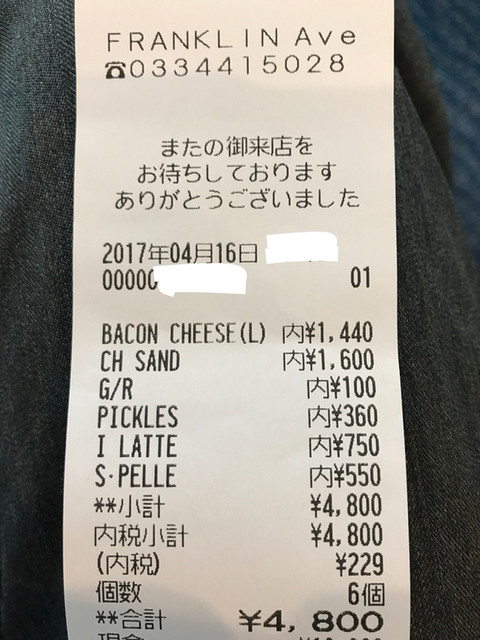 FRANKLIN Ave
☎0334415028
またの御来店を
お待ちしております
ありがとうございました
2017年04月16日
00000 01
BACON CHEESE(L) 内¥1,440
CH SAND 内¥1,600
G/R 内¥100
PICKLES 内¥360
I LATTE 内¥750
S·PELLE 内¥550
**小計 ¥4,800
内税小計 ¥4,800
(内税) ¥229
個数 6個
**合計 ¥4,800